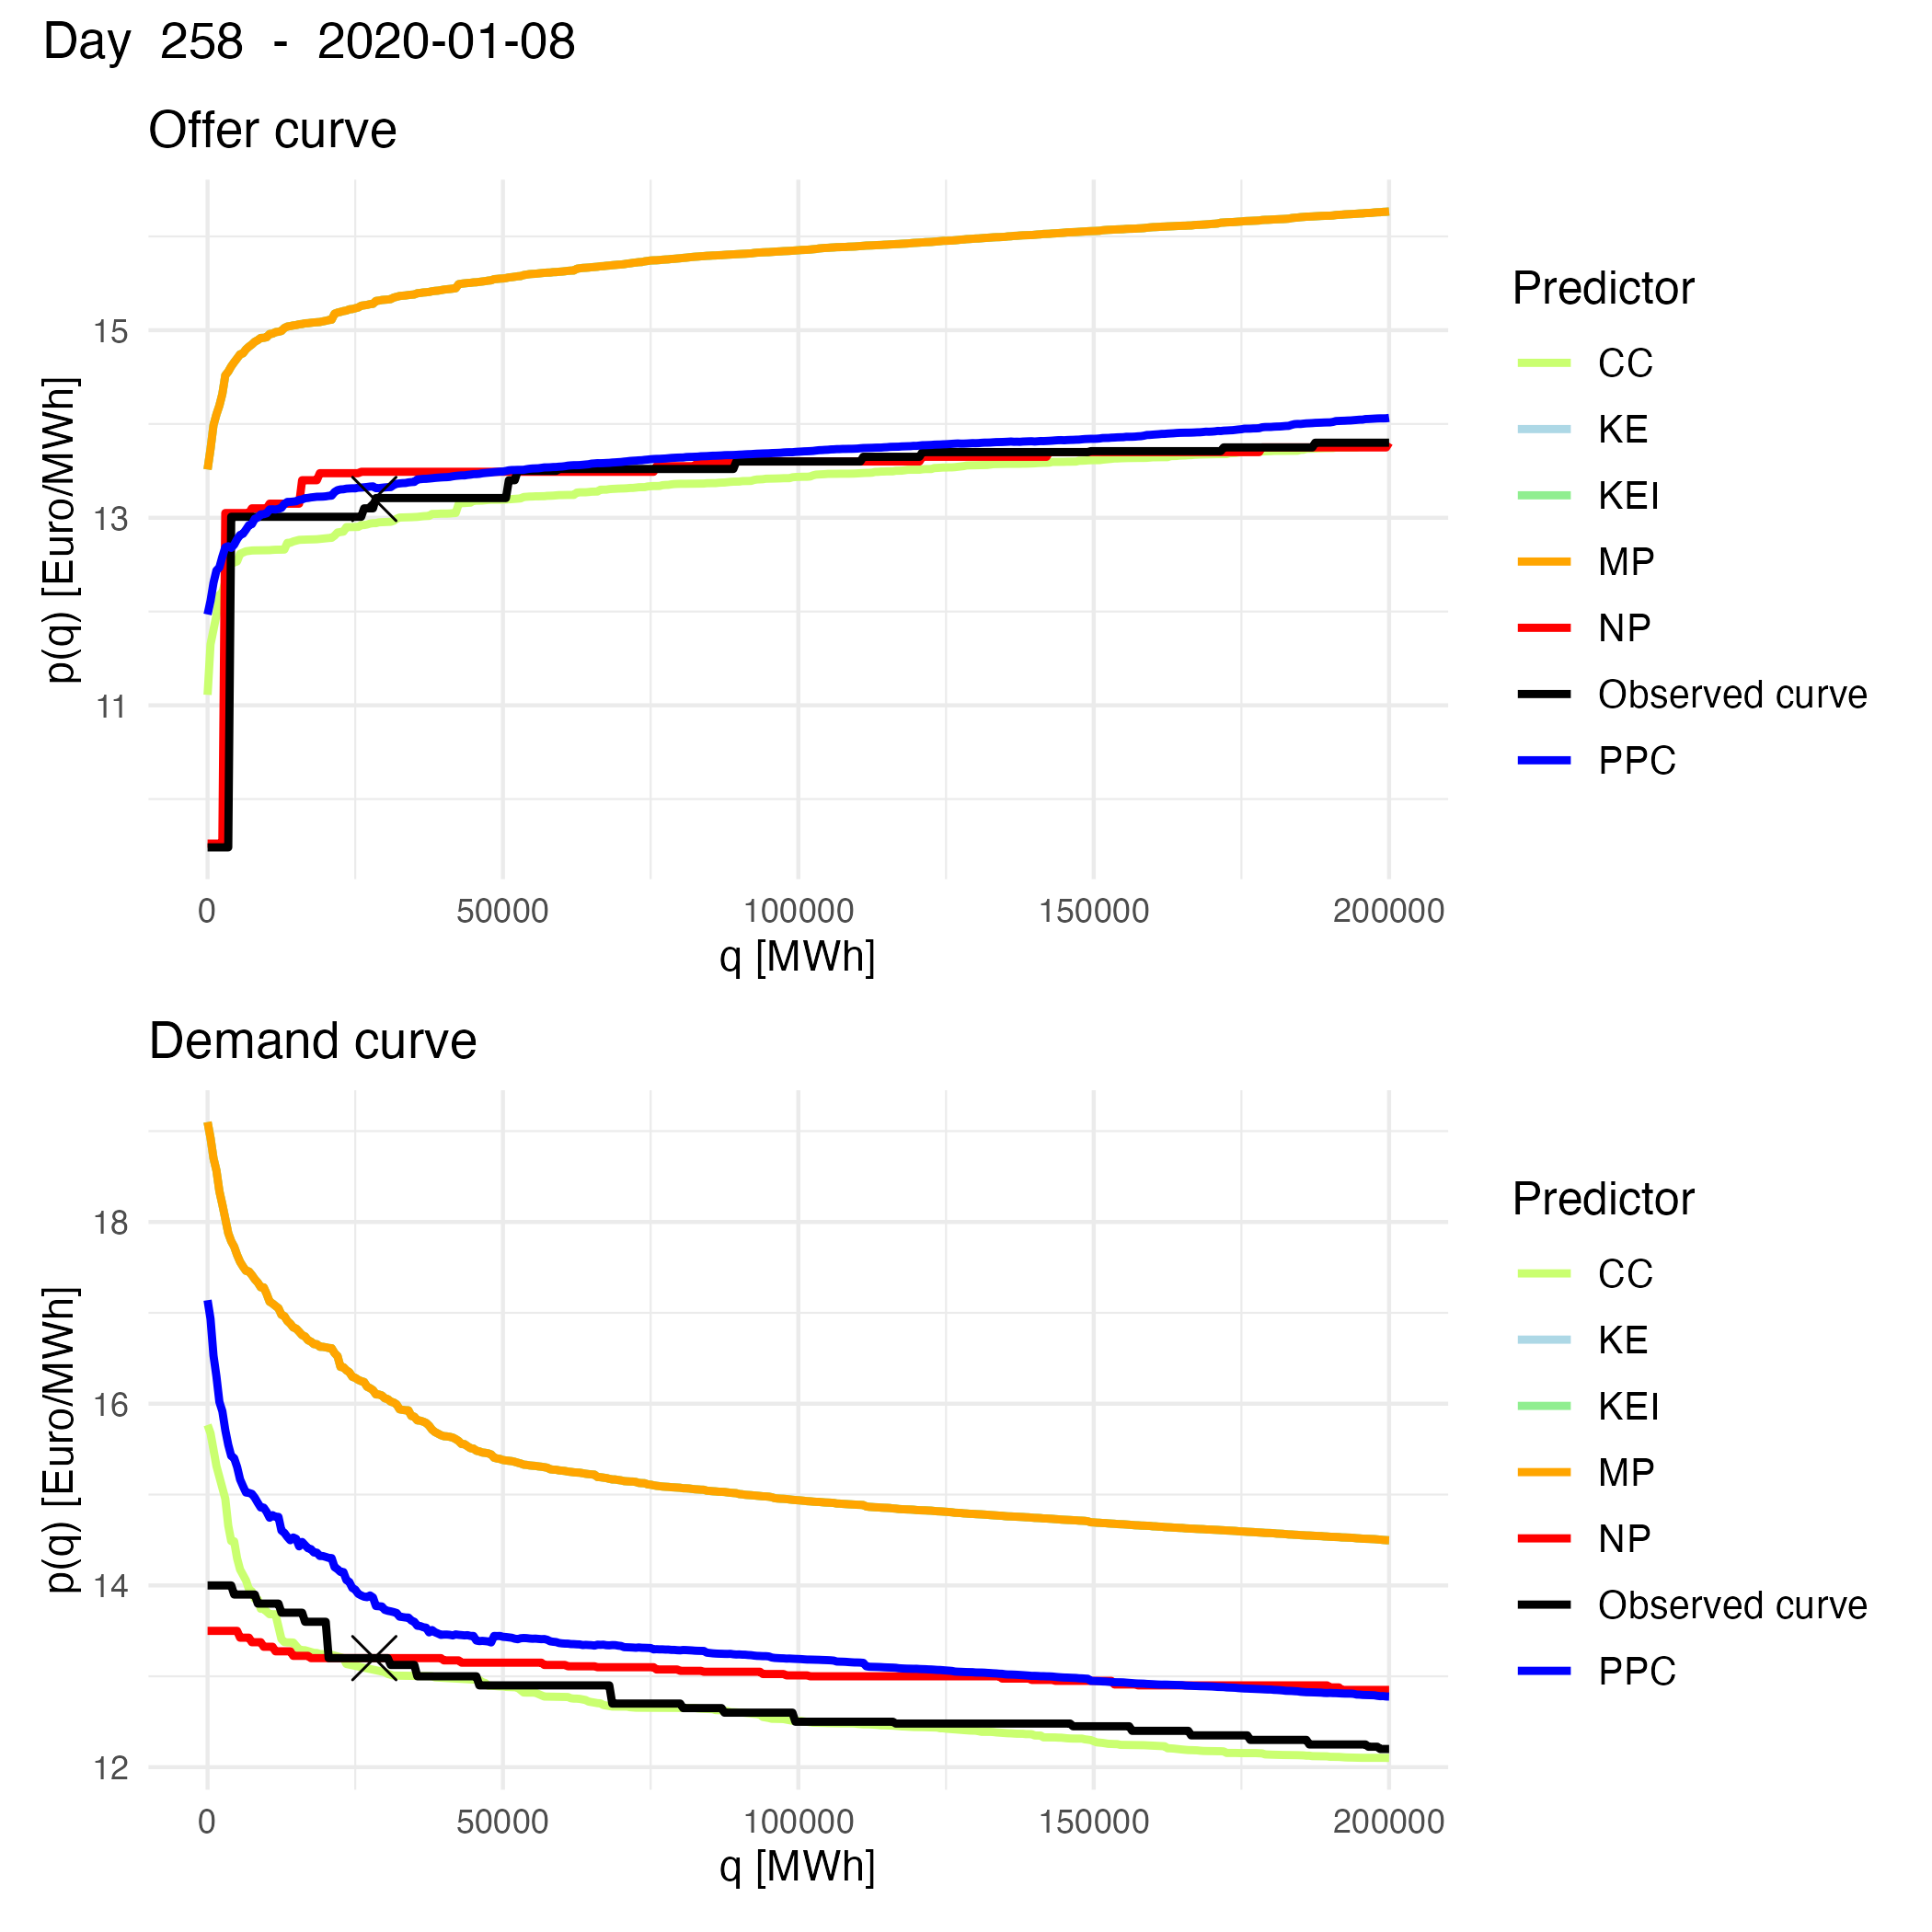 Day 258 - 2020-01-08
Offer curve
p(q) [Euro/MWh]
15
13
11
0 50000 100000 150000 200000
q [MWh]
Predictor
CC
KE
KEI
MP
NP
Observed curve
PPC
Demand curve
p(q) [Euro/MWh]
18
16
14
12
0 50000 100000 150000 200000
q [MWh]
Predictor
CC
KE
KEI
MP
NP
Observed curve
PPC